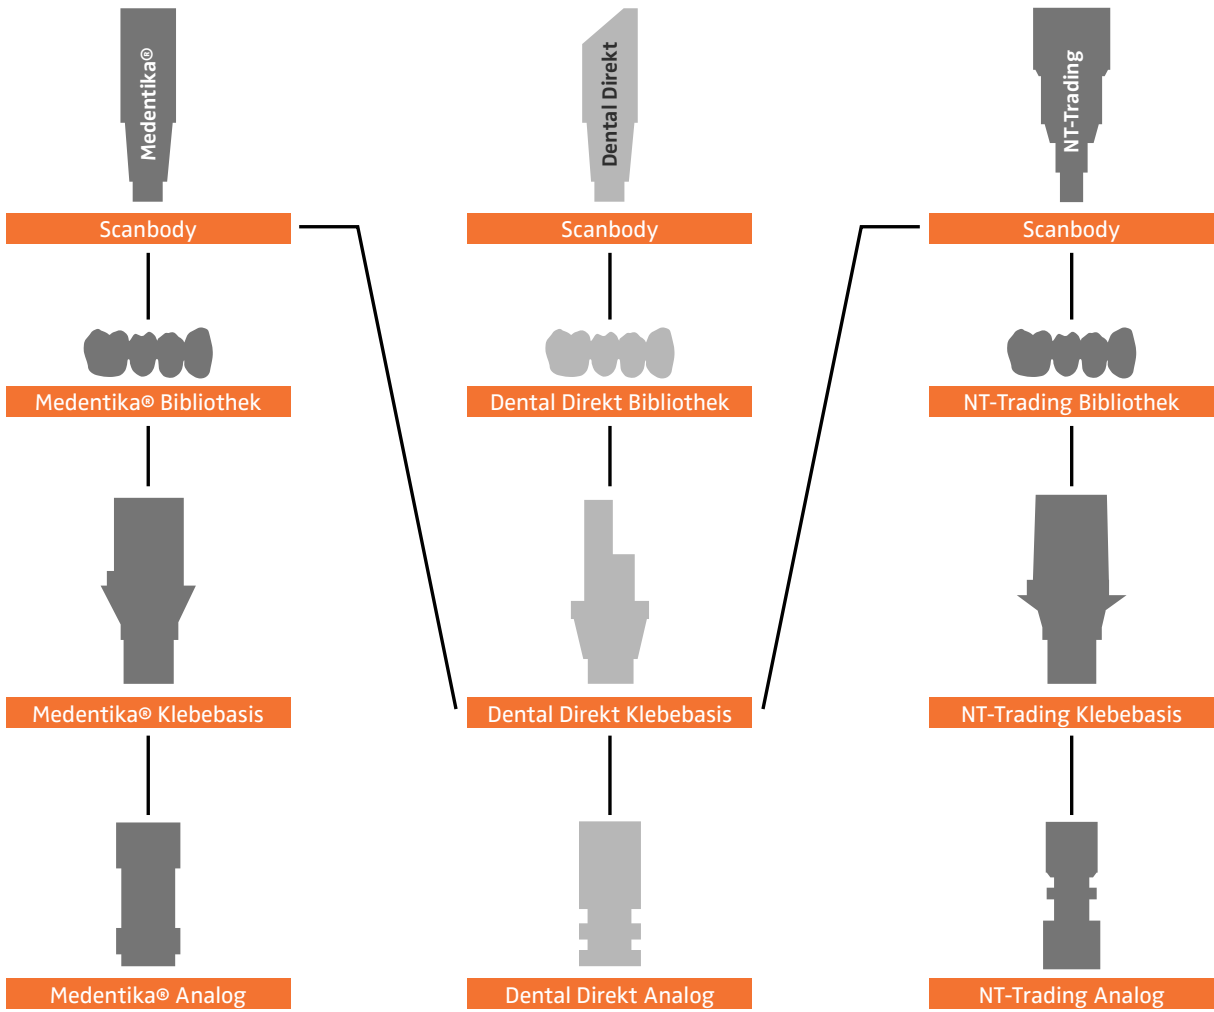 Medentika®
Dental Direkt
NT-Trading
Scanbody
Scanbody
Scanbody
Medentika® Bibliothek
Dental Direkt Bibliothek
NT-Trading Bibliothek
Medentika® Klebebasis
Dental Direkt Klebebasis
NT-Trading Klebebasis
Medentika® Analog
Dental Direkt Analog
NT-Trading Analog